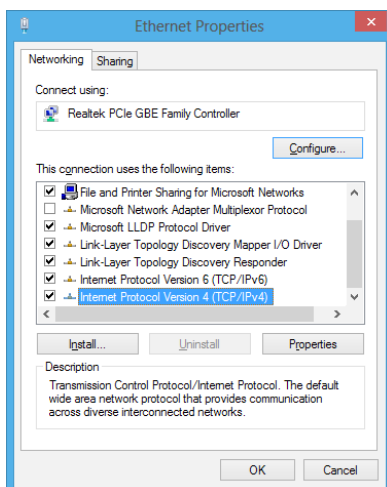 Ethernet Properties
Networking
Sharing
Connect using:
Realtek PCIe GBE Family Controller
Configure...
This connection uses the following items:
File and Printer Sharing for Microsoft Networks
Microsoft Network Adapter Multiplexor Protocol
Microsoft LLDP Protocol Driver
Link-Layer Topology Discovery Mapper I/O Driver
Link-Layer Topology Discovery Responder
Internet Protocol Version 6 (TCP/IPv6)
Internet Protocol Version 4 (TCP/IPv4)
Install...
Uninstall
Properties
Description
Transmission Control Protocol/Internet Protocol. The default
wide area network protocol that provides communication
across diverse interconnected networks.
OK
Cancel